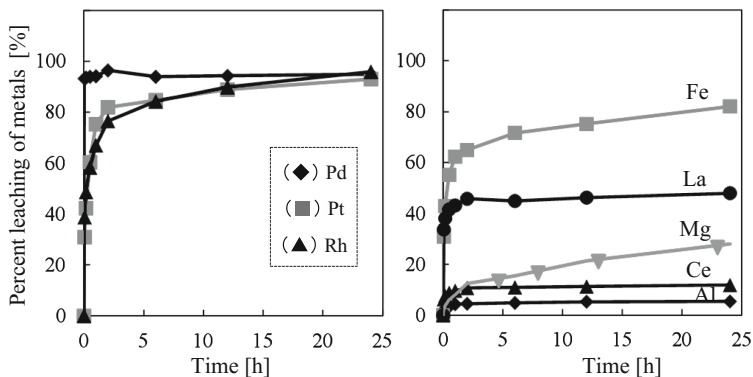 Percent leaching of metals [%]
100
80
60
40
20
0
(◆) Pd
(■) Pt
(▲) Rh
0 5 10 15 20 25
Time [h]
100
80
60
40
20
0
Fe
La
Mg
Ce
Al
0 5 10 15 20 25
Time [h]